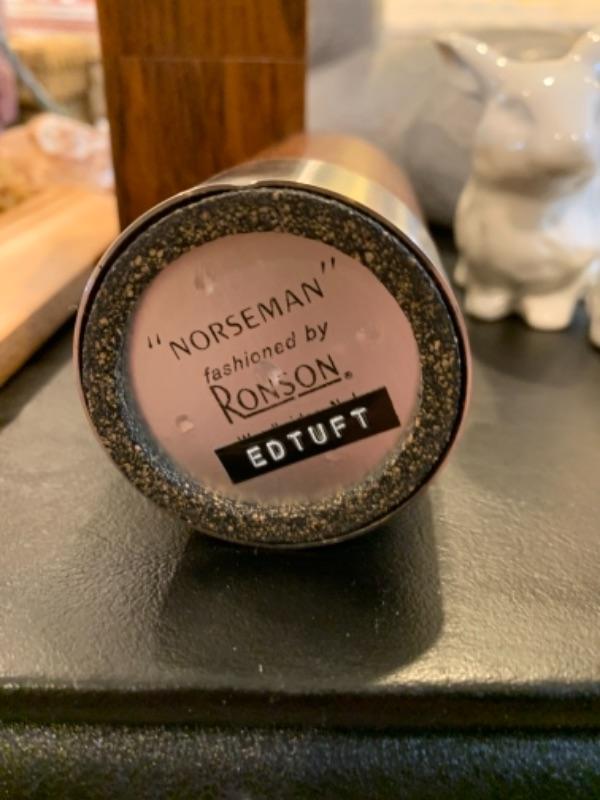 "NORSEMAN"
fashioned by
RONSON®
EDTUFT